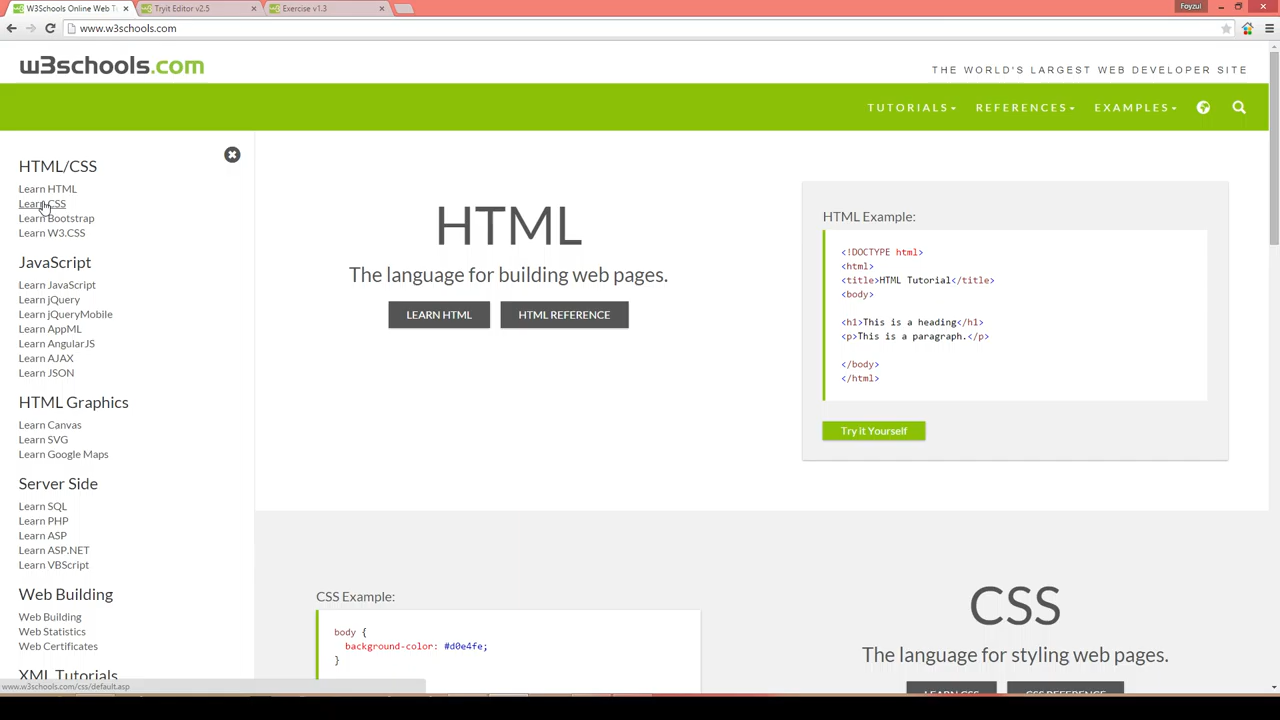 W3Schools Online Web T
Tryit Editor v2.5
Exercise v1.3
Foyzul
www.w3schools.com
w3schools.com
THE WORLD'S LARGEST WEB DEVELOPER SITE
TUTORIALS
REFERENCES
EXAMPLES
HTML/CSS
Learn HTML
Learn CSS
Learn Bootstrap
Learn W3.CSS
JavaScript
Learn JavaScript
Learn jQuery
Learn jQueryMobile
Learn AppML
Learn AngularJS
Learn AJAX
Learn JSON
HTML Graphics
Learn Canvas
Learn SVG
Learn Google Maps
Server Side
Learn SQL
Learn PHP
Learn ASP
Learn ASP.NET
Learn VBScript
Web Building
Web Building
Web Statistics
Web Certificates
XML Tutorials
www.w3schools.com/css/default.asp
HTML
The language for building web pages.
LEARN HTML
HTML REFERENCE
HTML Example:
<!DOCTYPE html>
<html>
<title>HTML Tutorial</title>
<body>
<h1>This is a heading</h1>
<p>This is a paragraph.</p>
</body>
</html>
Try it Yourself
CSS Example:
body {
background-color: #d0e4fe;
}
CSS
The language for styling web pages.
LEARN CSS
CSS REFERENCE